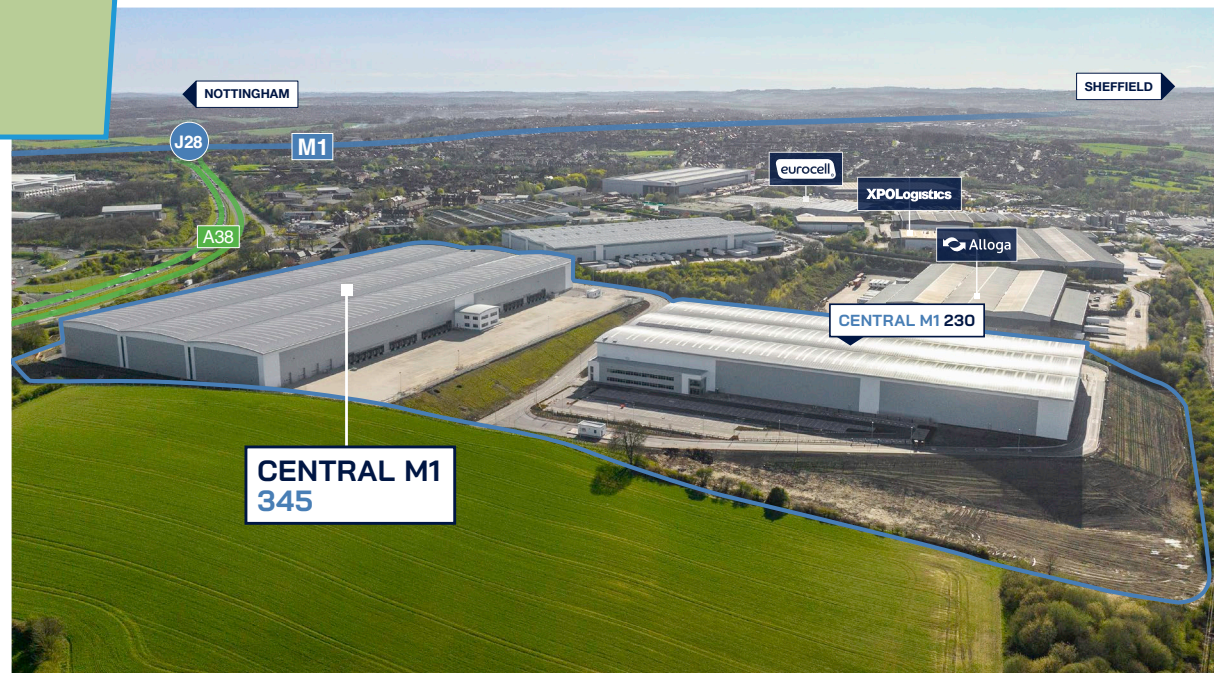 NOTTINGHAM
SHEFFIELD
J28
M1
eurocell
XPOLogistics
A38
Alloga
CENTRAL M1 230
CENTRAL M1
345